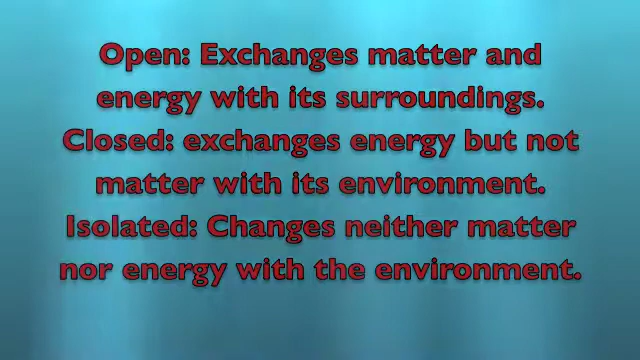 Open: Exchanges matter and
energy with its surroundings.
Closed: exchanges energy but not
matter with its environment.
Isolated: Changes neither matter
nor energy with the environment.